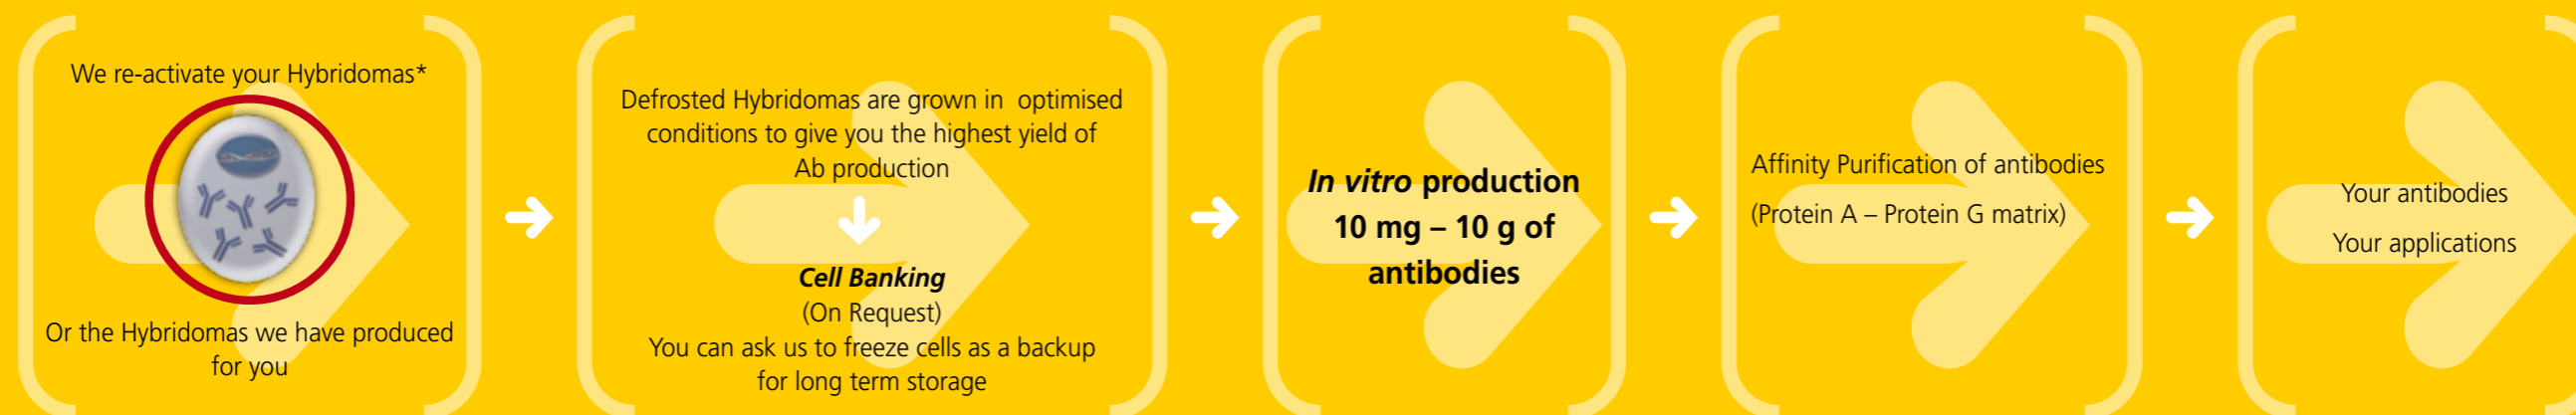 We re-activate your Hybridomas*
Or the Hybridomas we have produced
for you
Defrosted Hybridomas are grown in optimised
conditions to give you the highest yield of
Ab production
Cell Banking
(On Request)
You can ask us to freeze cells as a backup
for long term storage
In vitro production
10 mg – 10 g of
antibodies
Affinity Purification of antibodies
(Protein A – Protein G matrix)
Your antibodies
Your applications